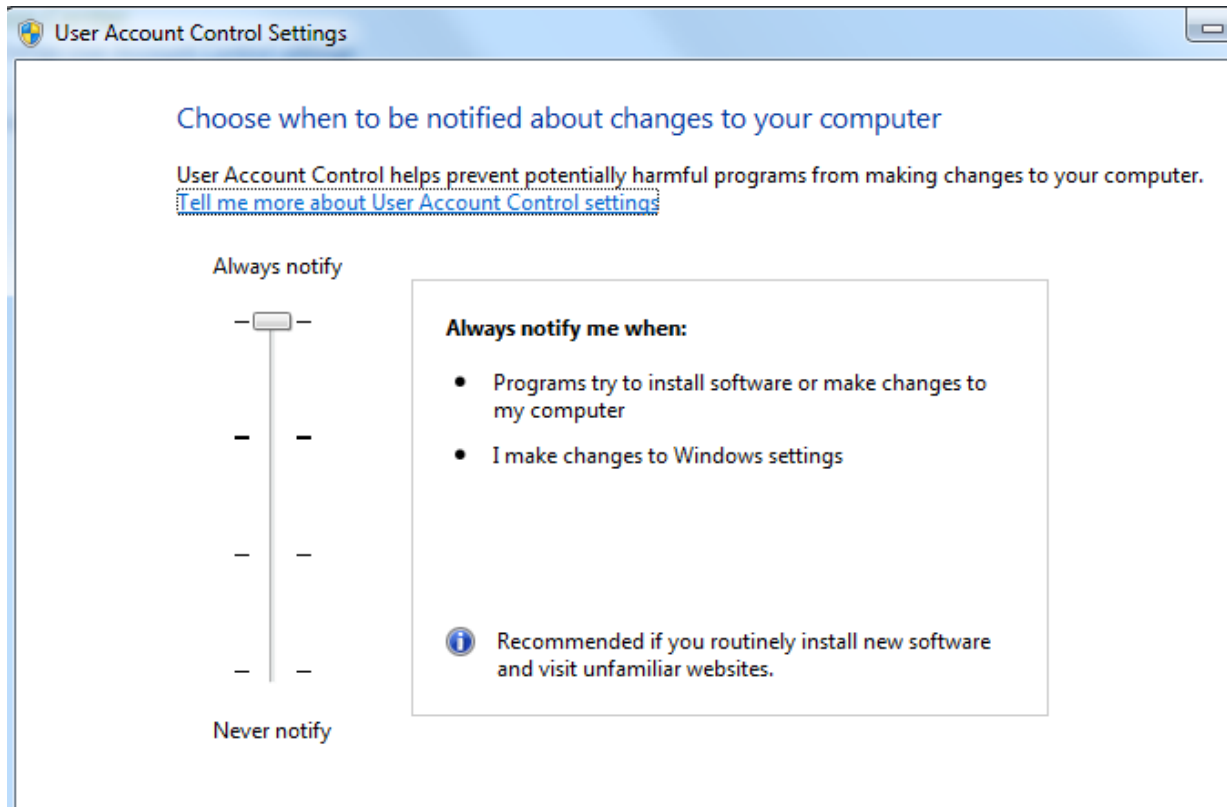 User Account Control Settings
Choose when to be notified about changes to your computer
User Account Control helps prevent potentially harmful programs from making changes to your computer.
Tell me more about User Account Control settings
Always notify
Always notify me when:
• Programs try to install software or make changes to
my computer
• I make changes to Windows settings
Recommended if you routinely install new software
and visit unfamiliar websites.
Never notify